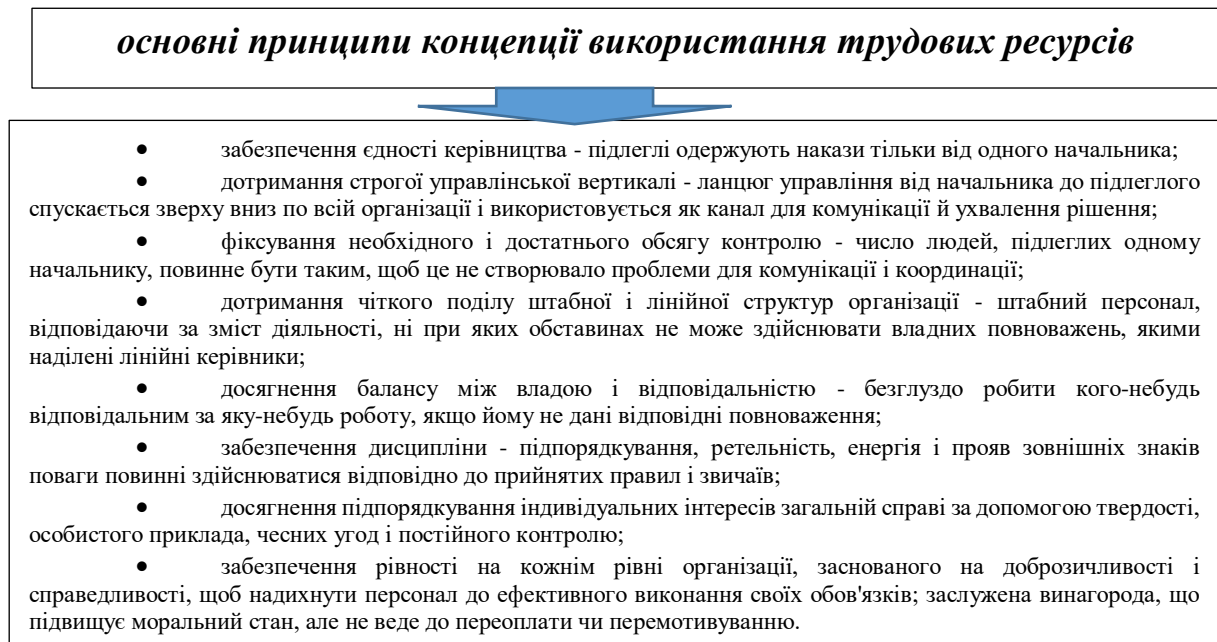 основні принципи концепції використання трудових ресурсів
• забезпечення єдності керівництва - підлеглі одержують накази тільки від одного начальника;
• дотримання строгої управлінської вертикалі - ланцюг управління від начальника до підлеглого
спускається зверху вниз по всій організації і використовується як канал для комунікації й ухвалення рішення;
• фіксування необхідного і достатнього обсягу контролю - число людей, підлеглих одному
начальнику, повинне бути таким, щоб це не створювало проблеми для комунікації і координації;
• дотримання чіткого поділу штабної і лінійної структур організації - штабний персонал,
відповідаючи за зміст діяльності, ні при яких обставинах не може здійснювати владних повноважень, якими
наділені лінійні керівники;
• досягнення балансу між владою і відповідальністю - безглуздо робити кого-небудь
відповідальним за яку-небудь роботу, якщо йому не дані відповідні повноваження;
• забезпечення дисципліни - підпорядкування, ретельність, енергія і прояв зовнішніх знаків
поваги повинні здійснюватися відповідно до прийнятих правил і звичаїв;
• досягнення підпорядкування індивідуальних інтересів загальній справі за допомогою твердості,
особистого приклада, чесних угод і постійного контролю;
• забезпечення рівності на кожнім рівні організації, заснованого на доброзичливості і
справедливості, щоб надихнути персонал до ефективного виконання своїх обов'язків; заслужена винагорода, що
підвищує моральний стан, але не веде до переоплати чи перемотивуванню.